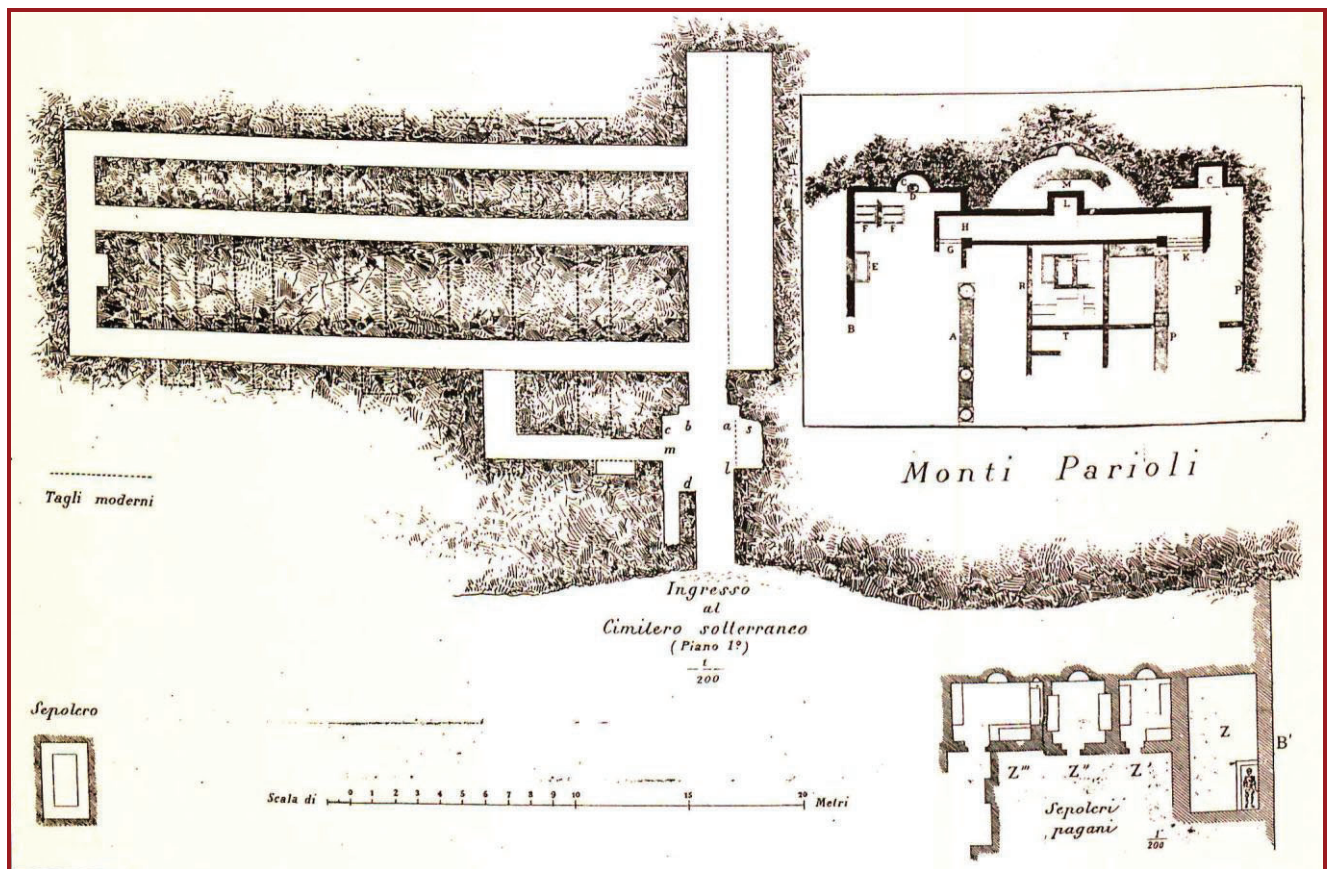 N
M
C
D
C
L
F F
H
G
K
E
R
P
B
A
T
P
Monti Parioli
c b a s
m
l
d
Tagli moderni
Ingresso
al
Cimitero sotterraneo
(Piano 1º)
1
200
Sepolcro
Scala di 0 1 2 3 4 5 6 7 8 9 10 15 20 Metri
Z
B'
Z''' Z'' Z'
Sepolcri
pagani
1
200